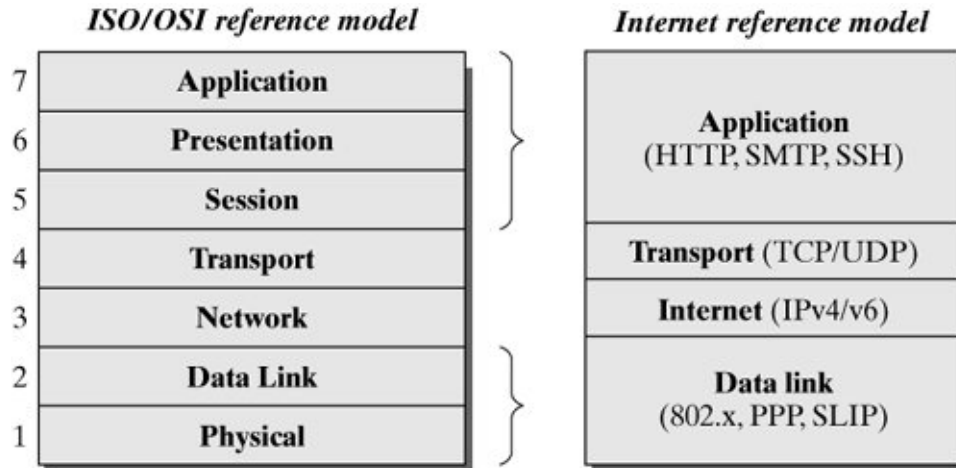 ISO/OSI reference model
7 Application
6 Presentation
5 Session
4 Transport
3 Network
2 Data Link
1 Physical
Internet reference model
Application
(HTTP, SMTP, SSH)
Transport (TCP/UDP)
Internet (IPv4/v6)
Data link
(802.x, PPP, SLIP)